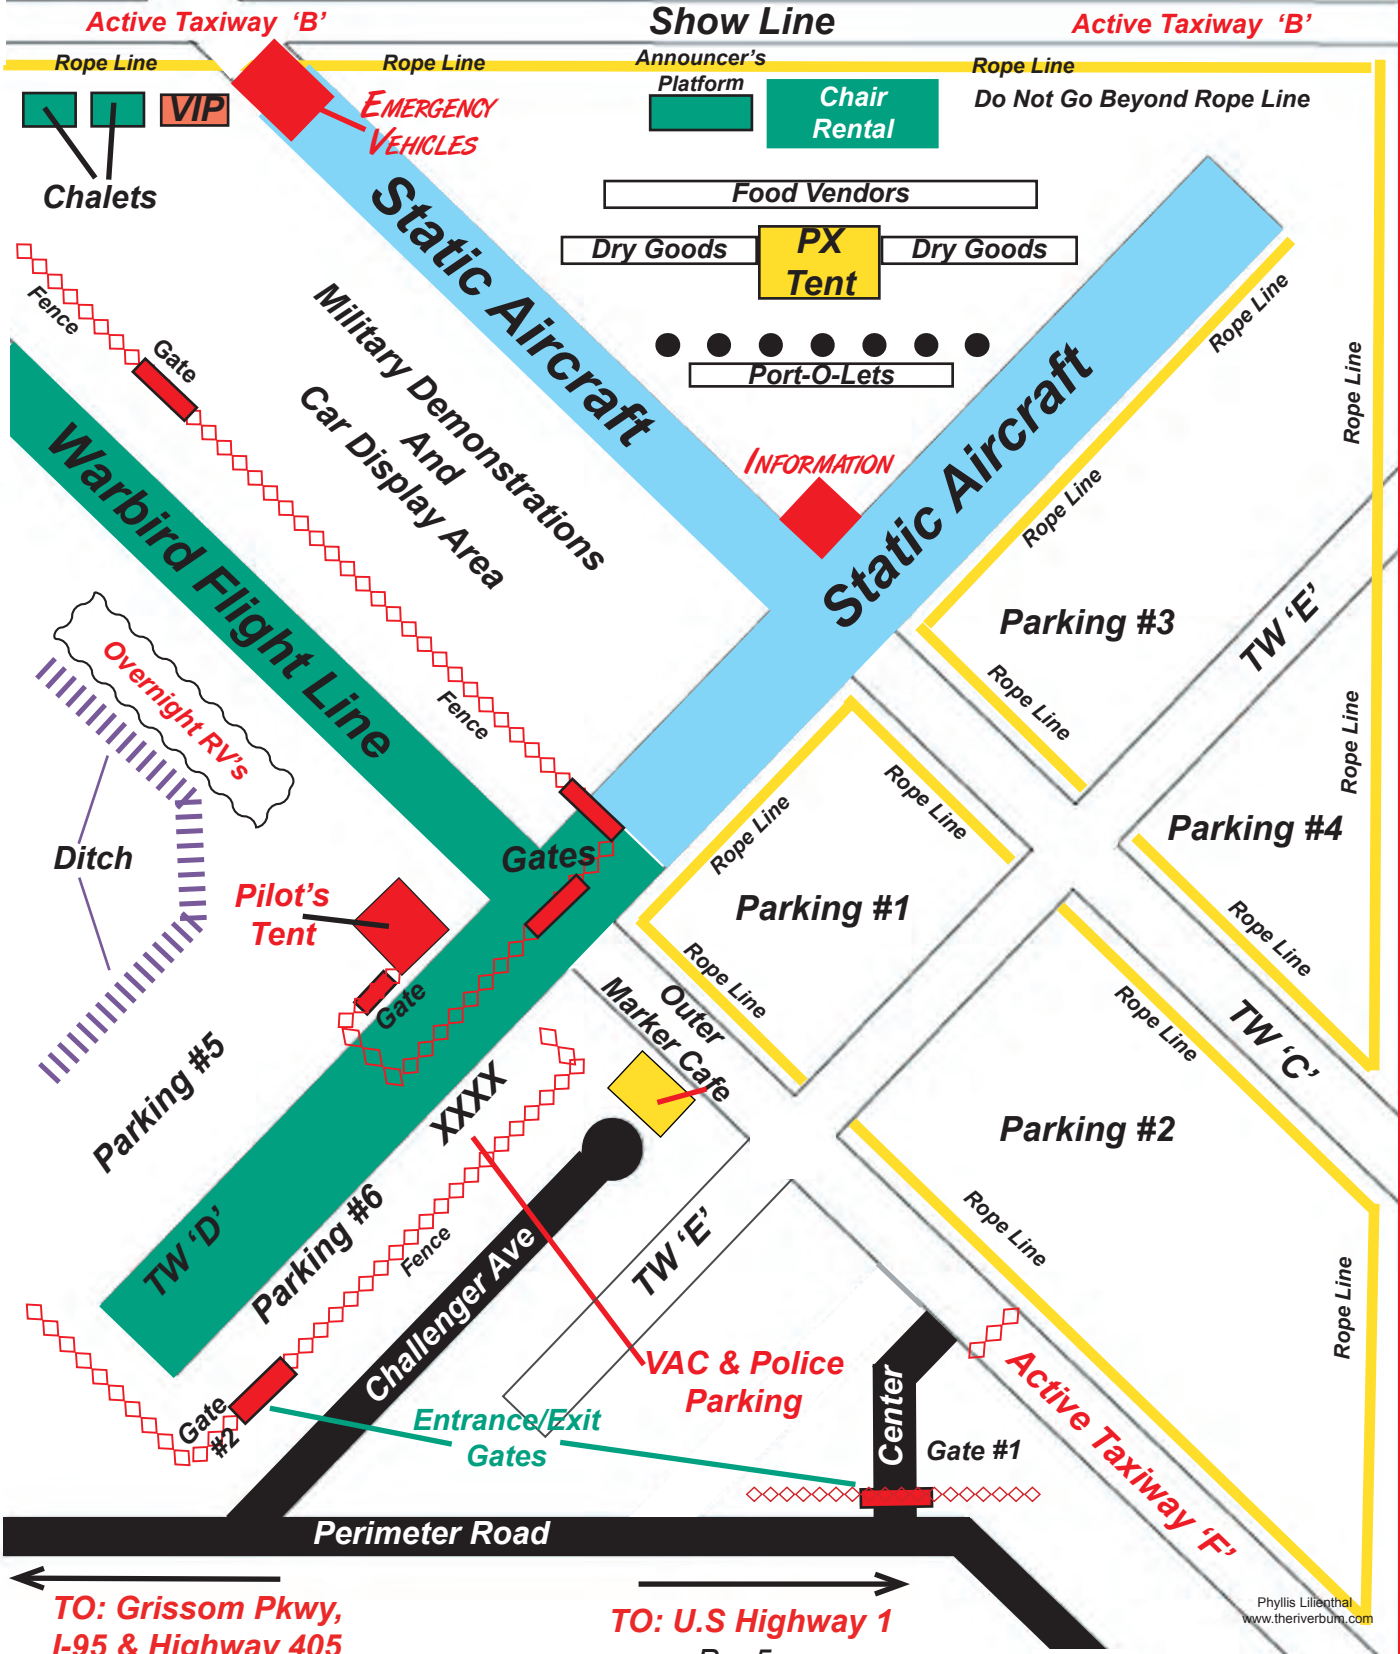 Active Taxiway ‘B’
Show Line
Active Taxiway ‘B’
Rope Line
Rope Line
Announcer’s
Platform
Rope Line
VIP
EMERGENCY
VEHICLES
Chair
Rental
Do Not Go Beyond Rope Line
Chalets
Static Aircraft
Food Vendors
Dry Goods
PX
Tent
Dry Goods
Port-O-Lets
Fence
Gate
Military Demonstrations
And
Car Display Area
Rope Line
Rope Line
INFORMATION
Static Aircraft
Rope Line
Warbird Flight Line
Parking #3
TW ‘E’
Overnight RV’s
Fence
Rope Line
Rope Line
Ditch
Gates
Rope Line
Rope Line
Parking #4
Pilot’s
Tent
Parking #1
Rope Line
Gate
Rope Line
Outer
Marker Cafe
Rope Line
TW ‘C’
Parking #5
XXXX
Parking #2
TW ‘D’
Parking #6
Fence
Challenger Ave
TW ‘E’
Rope Line
Rope Line
VAC & Police
Parking
Active Taxiway ‘F’
Gate
#2
Entrance/Exit
Gates
Center
Gate #1
Perimeter Road
TO: Grissom Pkwy,
I-95 & Highway 405
TO: U.S Highway 1
Phyllis Lilienthal
www.theriverbum.com